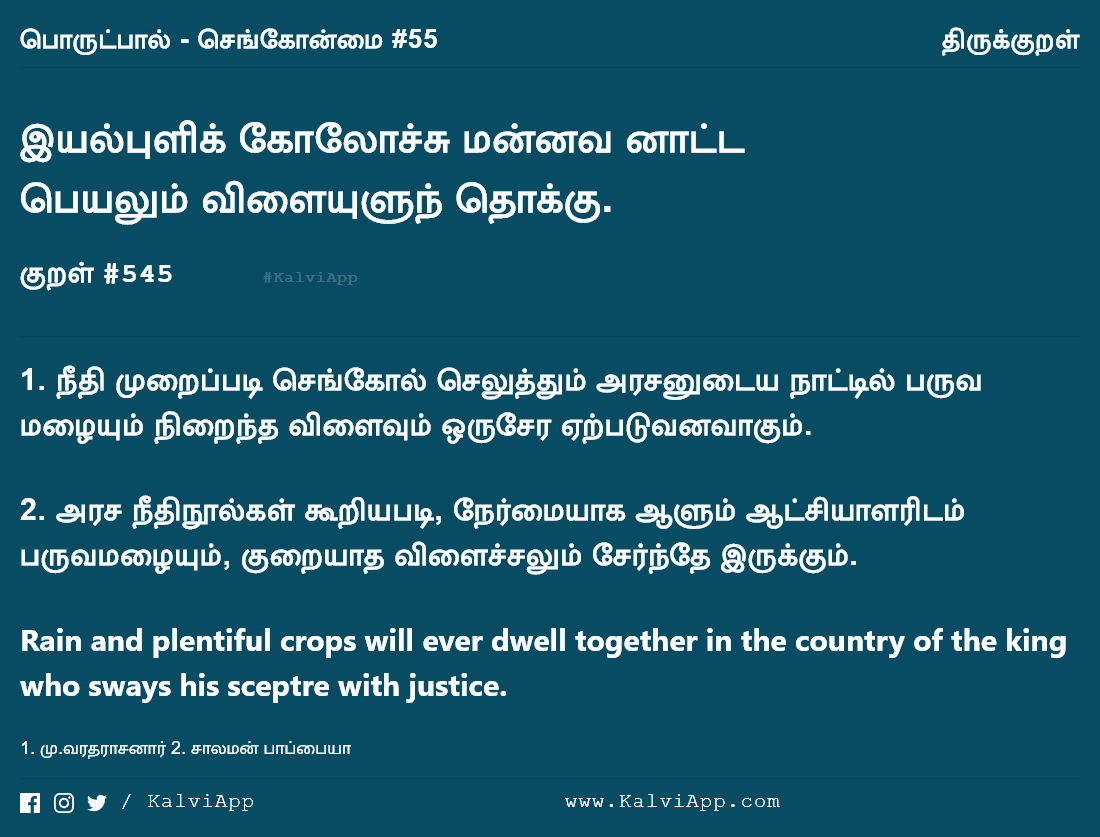 பொருட்பால் - செங்கோன்மை #55 திருக்குறள்
இயல்புளிக் கோலோச்சு மன்னவ னாட்ட
பெயலும் விளையுளுந் தொக்கு.
குறள் #545 #KalviApp
1. நீதி முறைப்படி செங்கோல் செலுத்தும் அரசனுடைய நாட்டில் பருவ
மழையும் நிறைந்த விளைவும் ஒருசேர ஏற்படுவனவாகும்.
2. அரச நீதிநூல்கள் கூறியபடி, நேர்மையாக ஆளும் ஆட்சியாளரிடம்
பருவமழையும், குறையாத விளைச்சலும் சேர்ந்தே இருக்கும்.
Rain and plentiful crops will ever dwell together in the country of the king
who sways his sceptre with justice.
1. மு.வரதராசனார் 2. சாலமன் பாப்பையா
/ KalviApp www.KalviApp.com